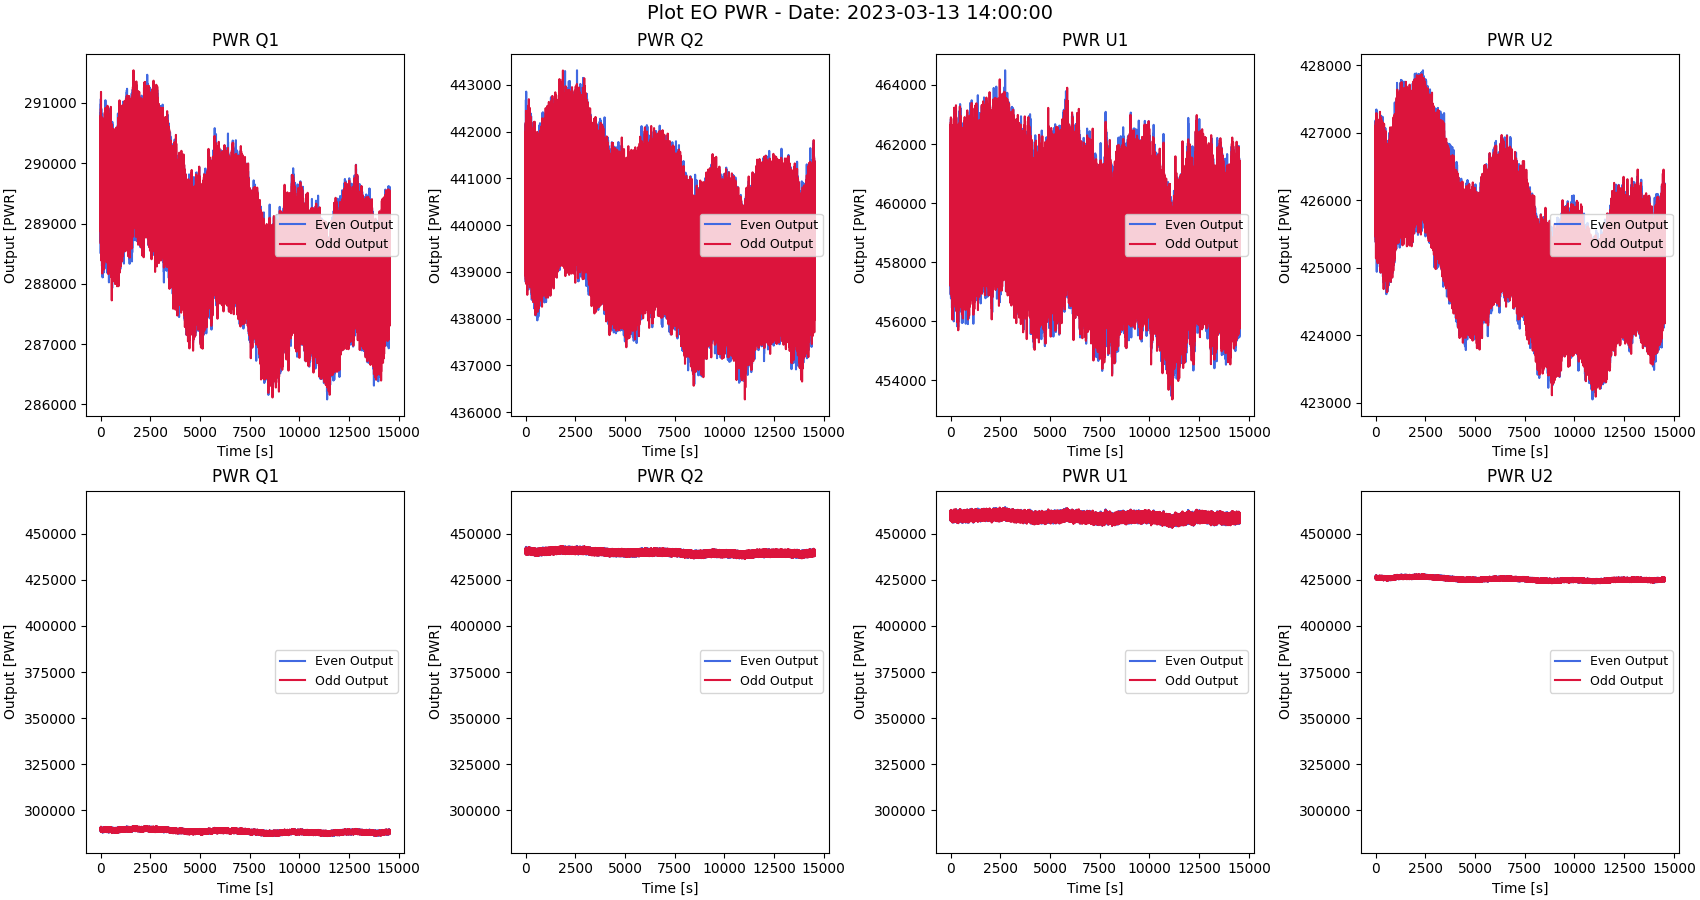 Plot EO PWR - Date: 2023-03-13 14:00:00
PWR Q1
Output [PWR]
291000
290000
289000
288000
287000
286000
0 2500 5000 7500 10000 12500 15000
Time [s]
Even Output
Odd Output
PWR Q2
Output [PWR]
443000
442000
441000
440000
439000
438000
437000
436000
0 2500 5000 7500 10000 12500 15000
Time [s]
Even Output
Odd Output
PWR U1
Output [PWR]
464000
462000
460000
458000
456000
454000
0 2500 5000 7500 10000 12500 15000
Time [s]
Even Output
Odd Output
PWR U2
Output [PWR]
428000
427000
426000
425000
424000
423000
0 2500 5000 7500 10000 12500 15000
Time [s]
Even Output
Odd Output
PWR Q1
Output [PWR]
450000
425000
400000
375000
350000
325000
300000
0 2500 5000 7500 10000 12500 15000
Time [s]
Even Output
Odd Output
PWR Q2
Output [PWR]
450000
425000
400000
375000
350000
325000
300000
0 2500 5000 7500 10000 12500 15000
Time [s]
Even Output
Odd Output
PWR U1
Output [PWR]
450000
425000
400000
375000
350000
325000
300000
0 2500 5000 7500 10000 12500 15000
Time [s]
Even Output
Odd Output
PWR U2
Output [PWR]
450000
425000
400000
375000
350000
325000
300000
0 2500 5000 7500 10000 12500 15000
Time [s]
Even Output
Odd Output